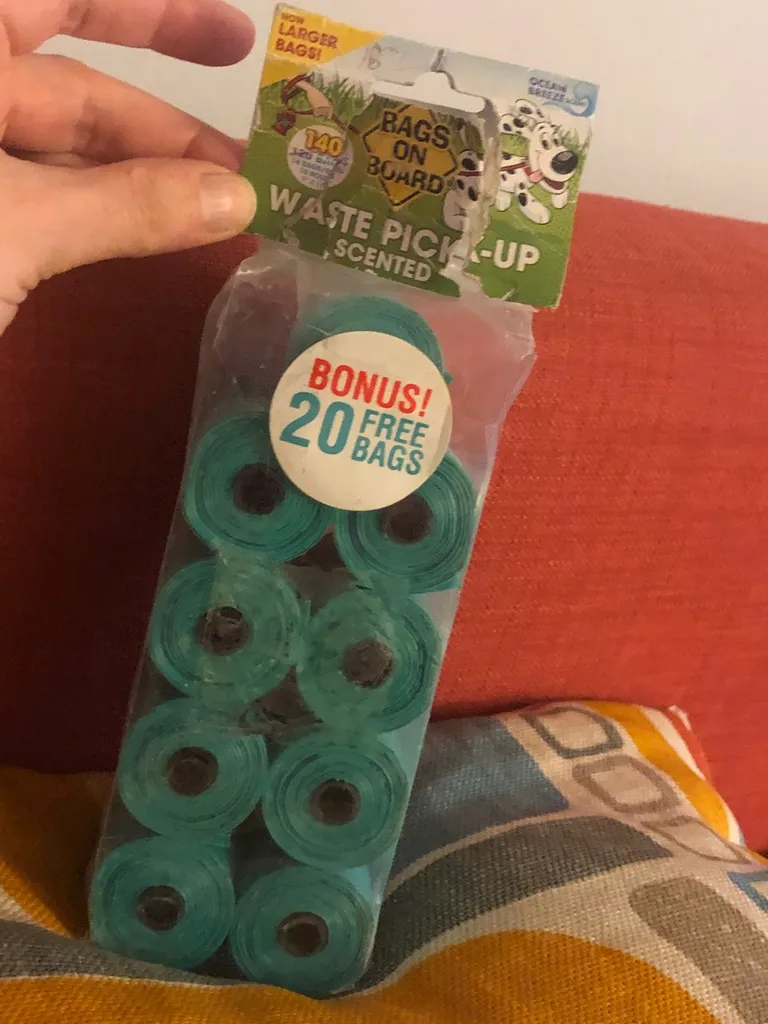 NOW
LARGER
BAGS!
OCEAN
BREEZE
140
BAGS
ON
BOARD
WASTE PICK-UP
SCENTED
BONUS!
20 FREE
BAGS